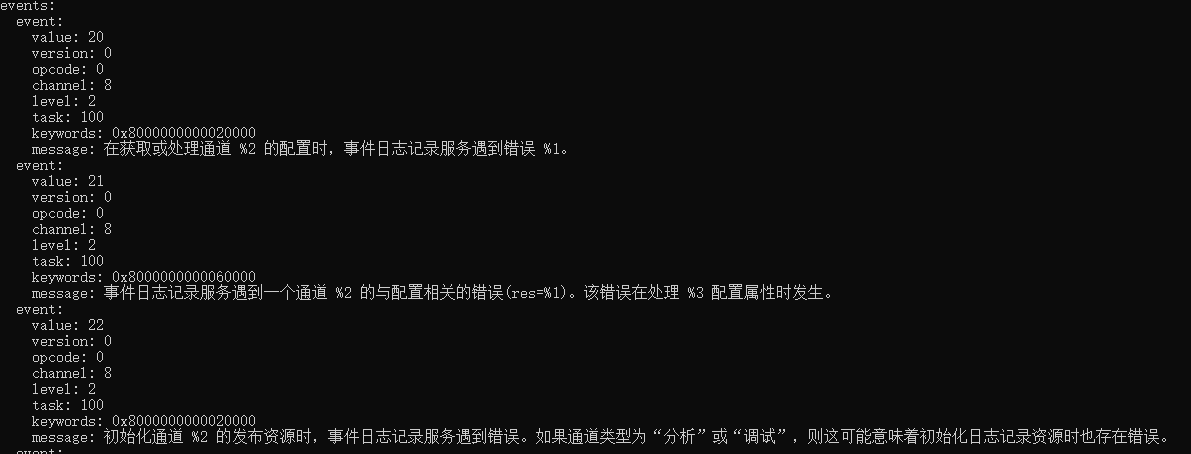 events:
  event:
    value: 20
    version: 0
    opcode: 0
    channel: 8
    level: 2
    task: 100
    keywords: 0x8000000000020000
    message: 在获取或处理通道 %2 的配置时，事件日志记录服务遇到错误 %1。
  event:
    value: 21
    version: 0
    opcode: 0
    channel: 8
    level: 2
    task: 100
    keywords: 0x8000000000060000
    message: 事件日志记录服务遇到一个通道 %2 的与配置相关的错误(res=%1)。该错误在处理 %3 配置属性时发生。
  event:
    value: 22
    version: 0
    opcode: 0
    channel: 8
    level: 2
    task: 100
    keywords: 0x8000000000020000
    message: 初始化通道 %2 的发布资源时，事件日志记录服务遇到错误。如果通道类型为“分析”或“调试”，则这可能意味着初始化日志记录资源时也存在错误。
  event: